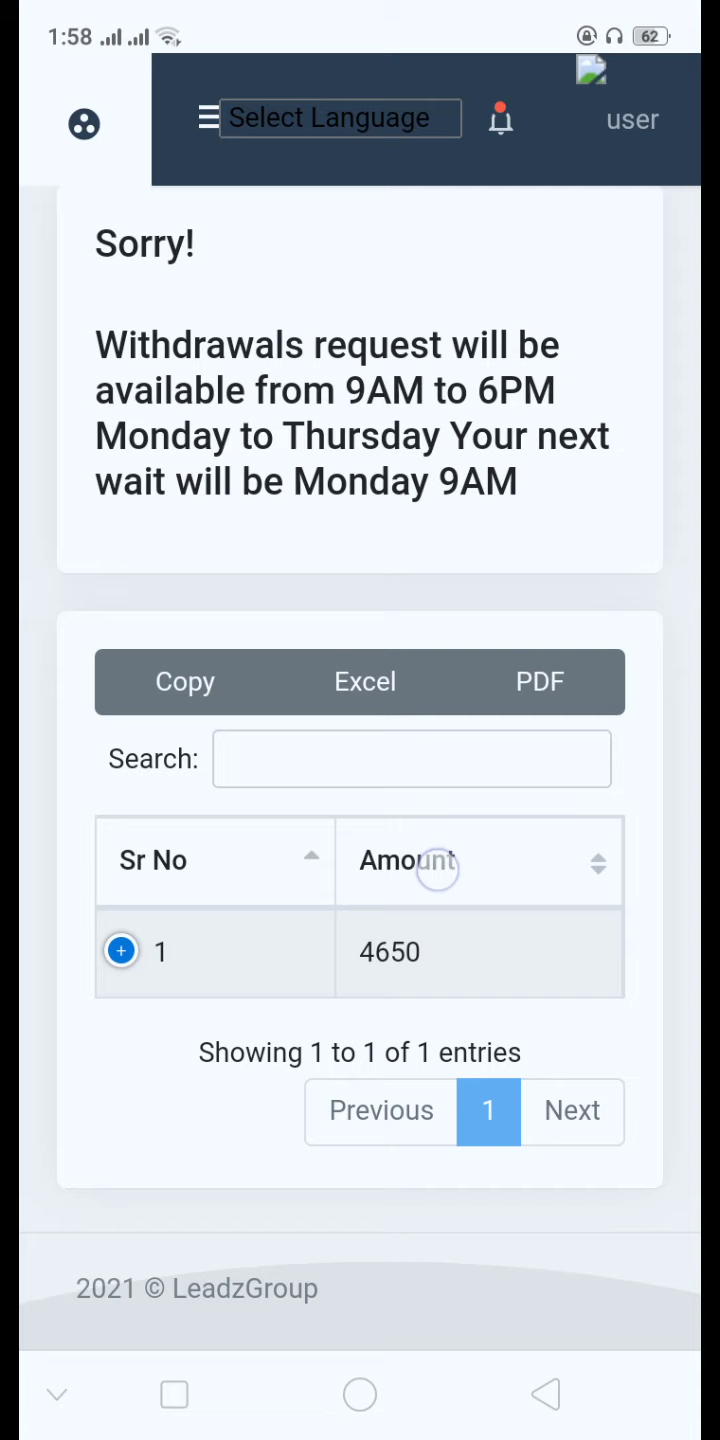 1:58
62
Select Language
user
Sorry!
Withdrawals request will be
available from 9AM to 6PM
Monday to Thursday Your next
wait will be Monday 9AM
Copy Excel PDF
Search:
Sr No Amount
1 4650
Showing 1 to 1 of 1 entries
Previous 1 Next
2021 © LeadzGroup